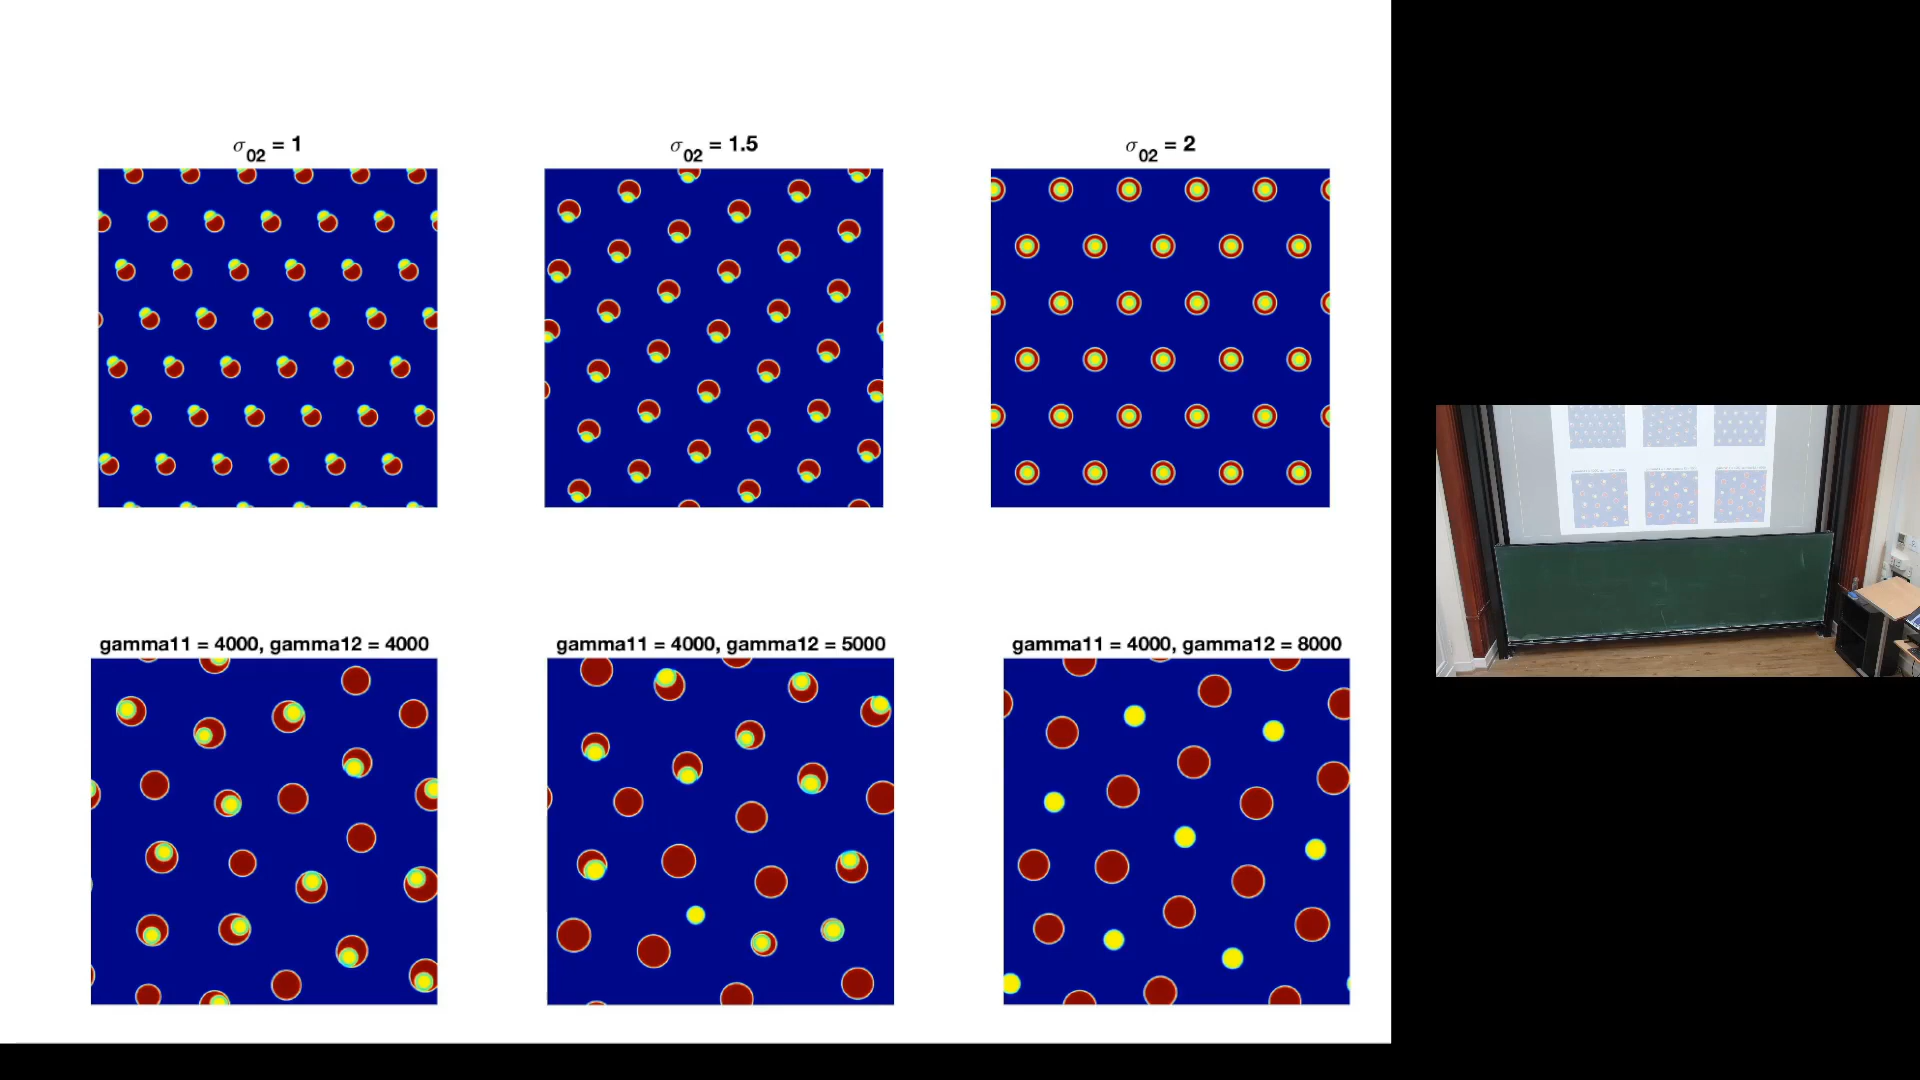 σ02 = 1
σ02 = 1.5
σ02 = 2
gamma11 = 4000, gamma12 = 4000
gamma11 = 4000, gamma12 = 5000
gamma11 = 4000, gamma12 = 8000